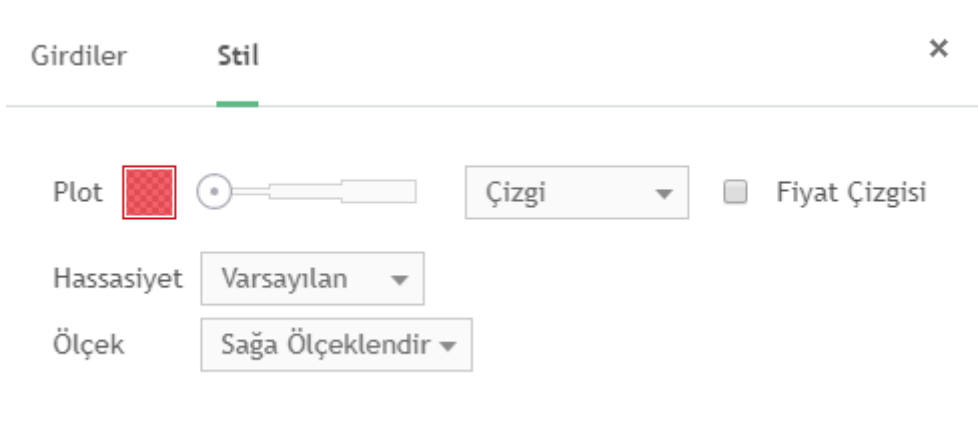 Girdiler Stil ×
Plot Çizgi Fiyat Çizgisi
Hassasiyet Varsayılan
Ölçek Sağa Ölçeklendir